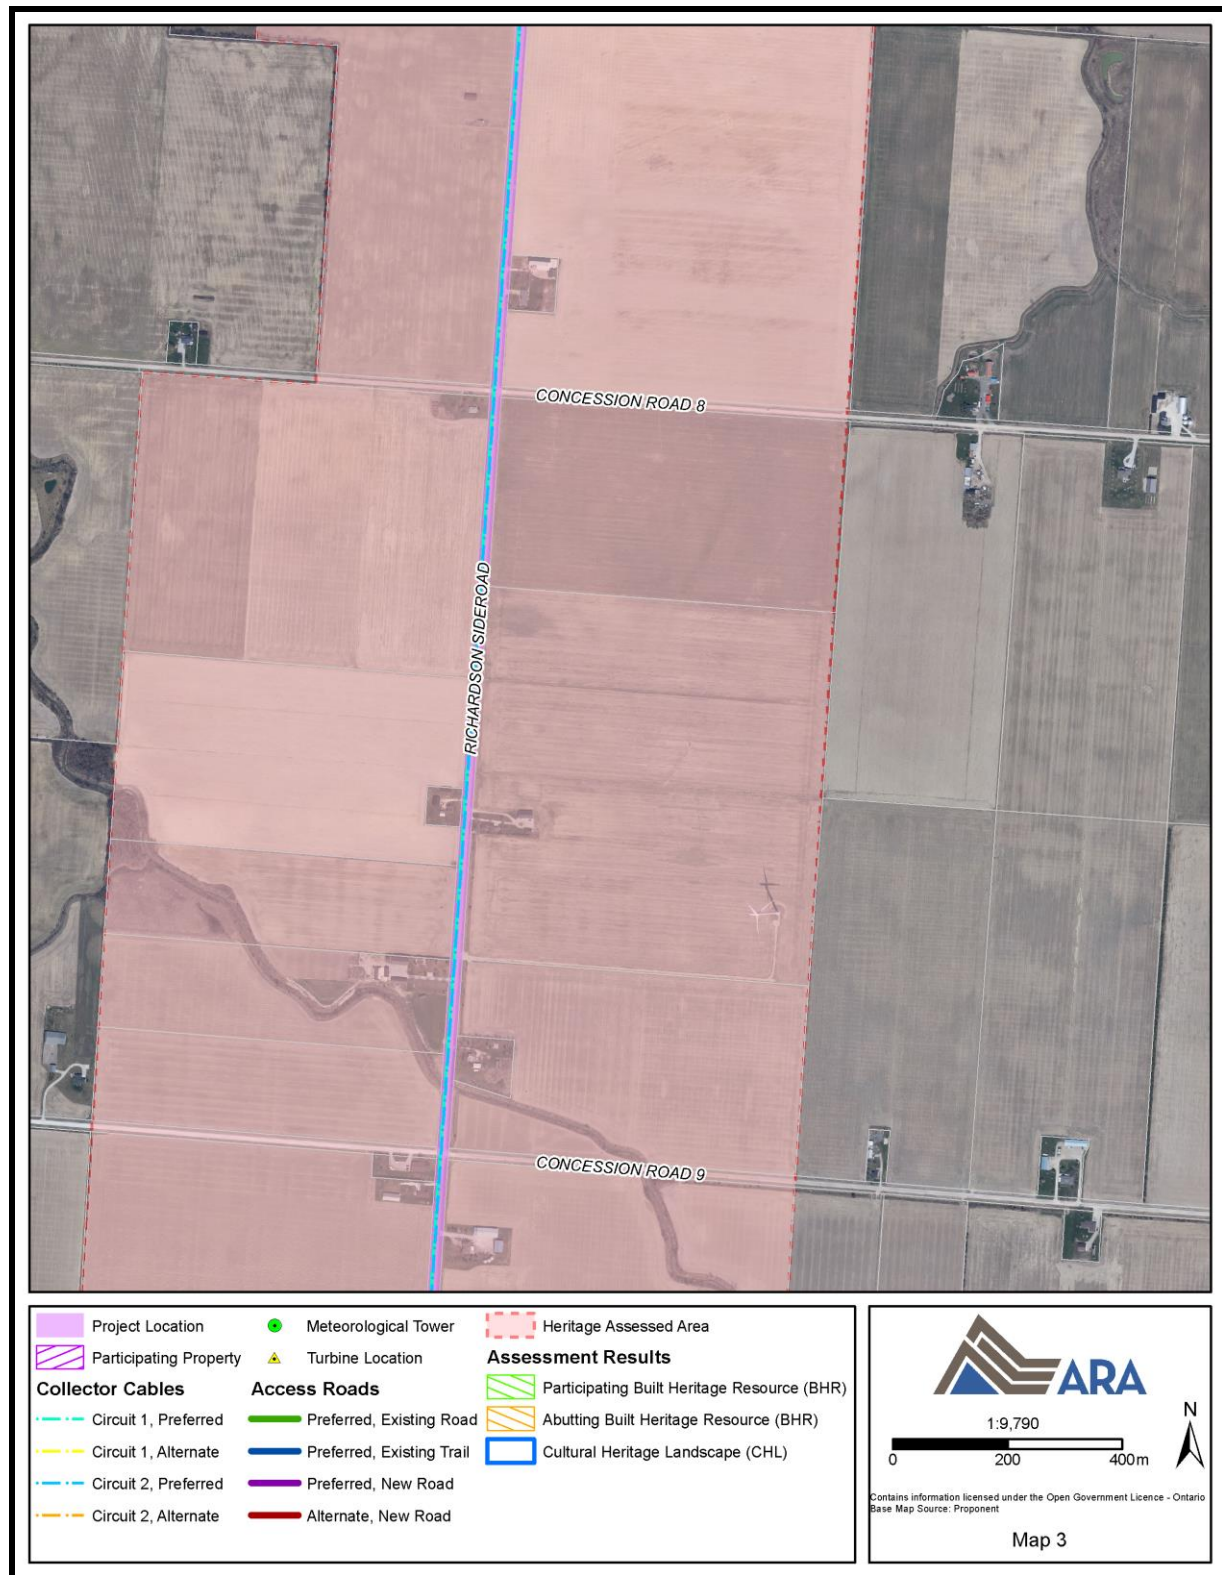 CONCESSION ROAD 8
RICHARDSON SIDEROAD
CONCESSION ROAD 9
Project Location
Participating Property
Collector Cables
Circuit 1, Preferred
Circuit 1, Alternate
Circuit 2, Preferred
Circuit 2, Alternate
Meteorological Tower
Turbine Location
Access Roads
Preferred, Existing Road
Preferred, Existing Trail
Preferred, New Road
Alternate, New Road
Heritage Assessed Area
Assessment Results
Participating Built Heritage Resource (BHR)
Abutting Built Heritage Resource (BHR)
Cultural Heritage Landscape (CHL)
ARA
1:9,790
N
0 200 400m
Contains information licensed under the Open Government Licence - Ontario
Base Map Source: Proponent
Map 3